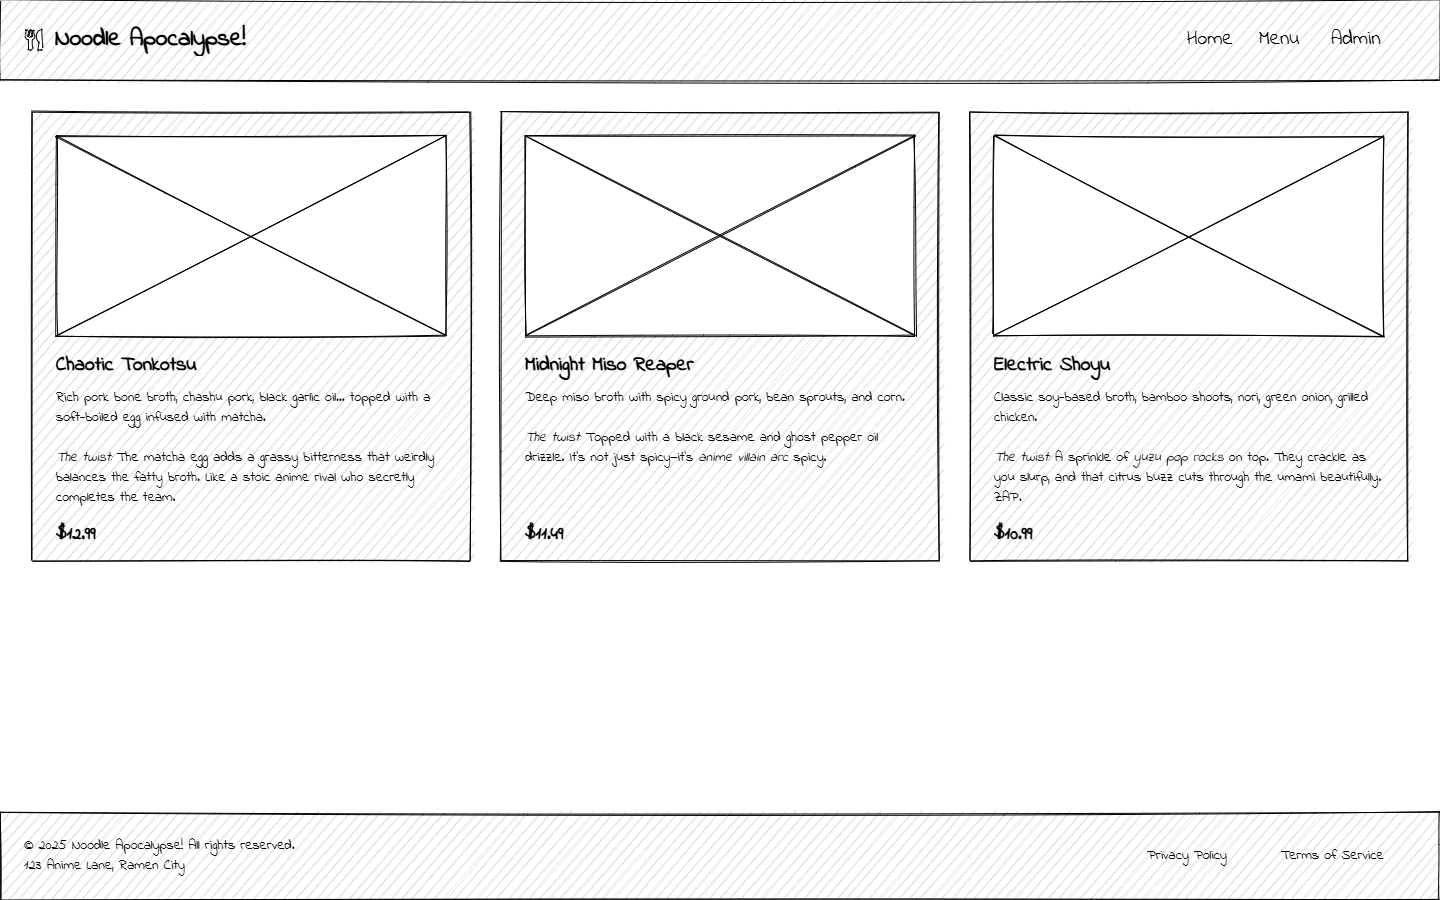 Noodle Apocalypse!
Home Menu Admin
Chaotic Tonkotsu
Rich pork bone broth, chashu pork, black garlic oil... topped with a
soft-boiled egg infused with matcha.
The twist: The matcha egg adds a grassy bitterness that weirdly
balances the fatty broth. Like a stoic anime rival who secretly
completes the team.
$12.99
Midnight Miso Reaper
Deep miso broth with spicy ground pork, bean sprouts, and corn.
The twist: Topped with a black sesame and ghost pepper oil
drizzle. It's not just spicy—it's anime villain arc spicy.
$11.49
Electric Shoyu
Classic soy-based broth, bamboo shoots, nori, green onion, grilled
chicken.
The twist: A sprinkle of yuzu pop rocks on top. They crackle as
you slurp, and that citrus buzz cuts through the umami beautifully.
ZAP.
$10.99
© 2025 Noodle Apocalypse! All rights reserved.
123 Anime Lane, Ramen City
Privacy Policy Terms of Service